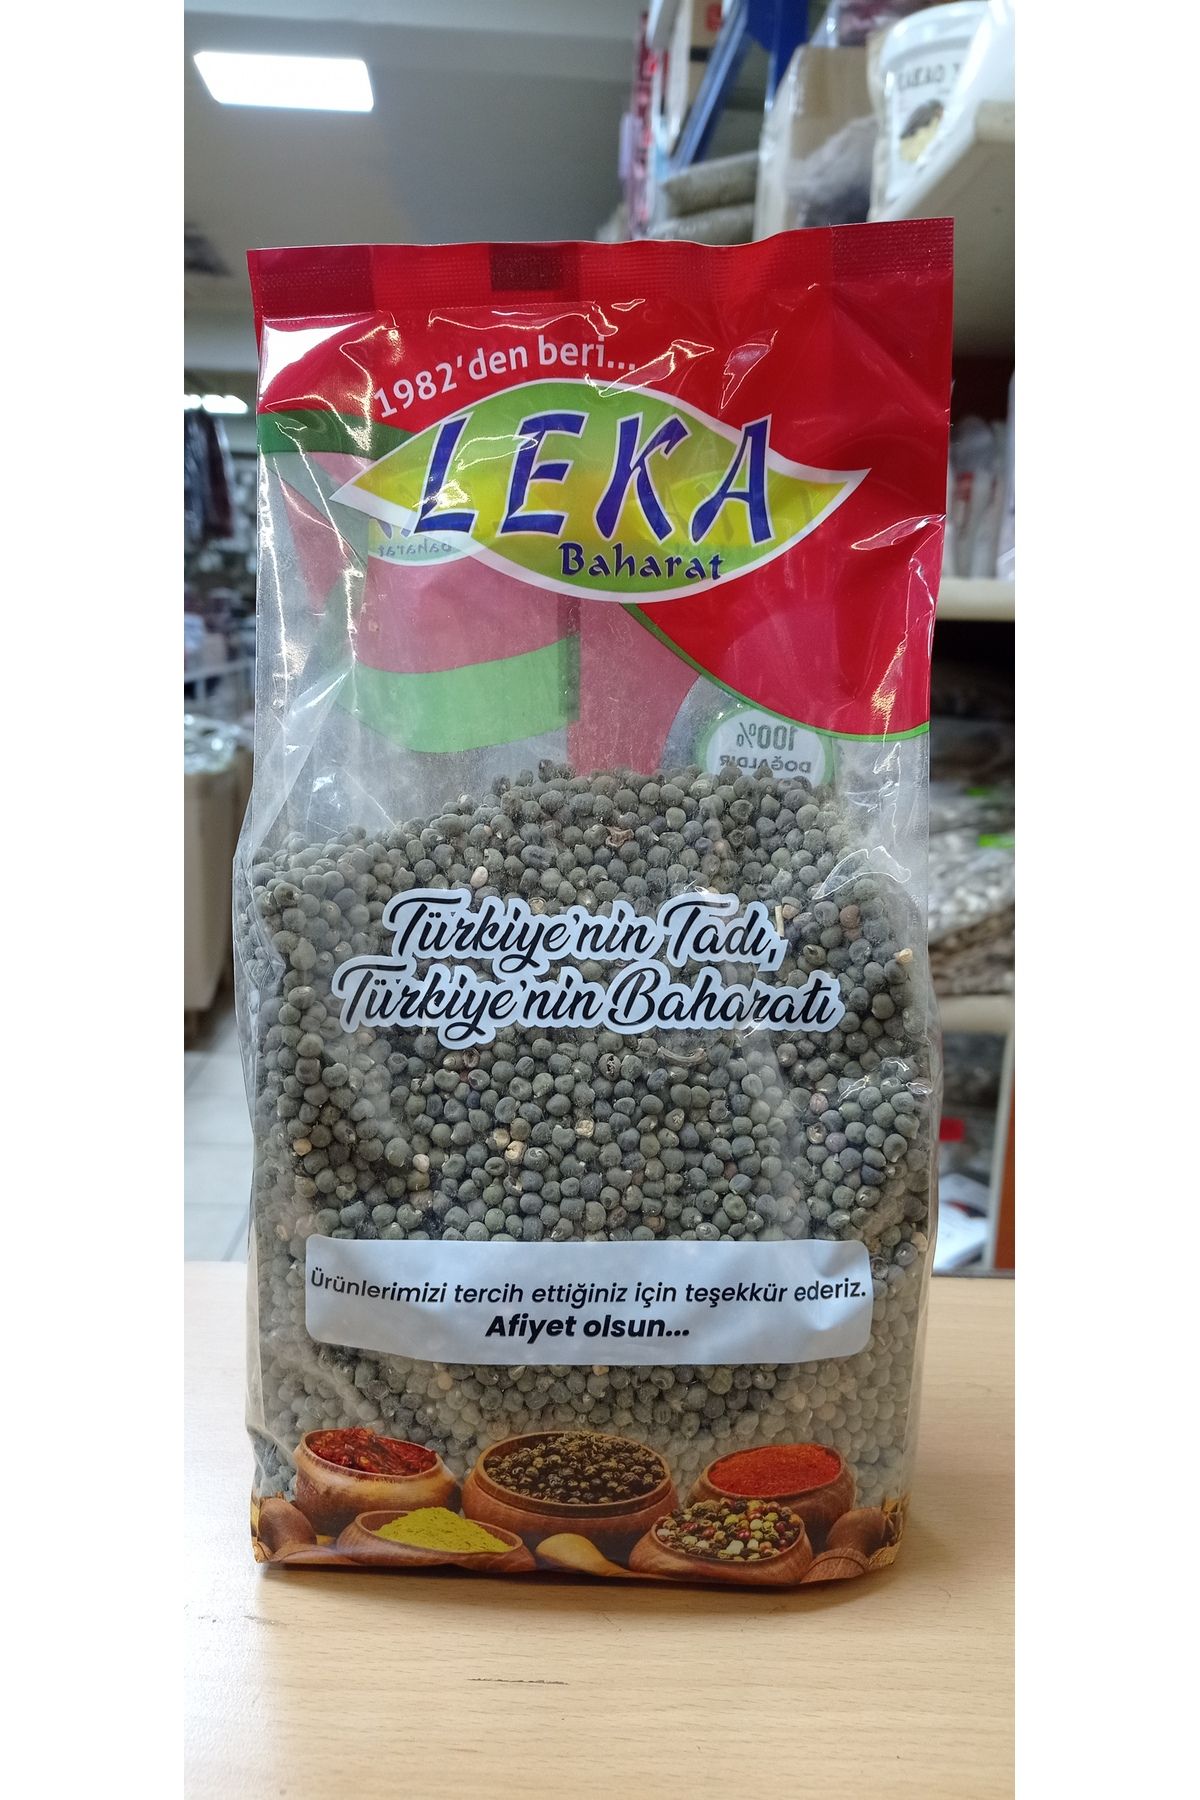 1982'den beri...
LEKA
Baharat
100%
DOĞALDIR
Türkiye'nin Tadı,
Türkiye'nin Baharatı
Ürünlerimizi tercih ettiğiniz için teşekkür ederiz.
Afiyet olsun...